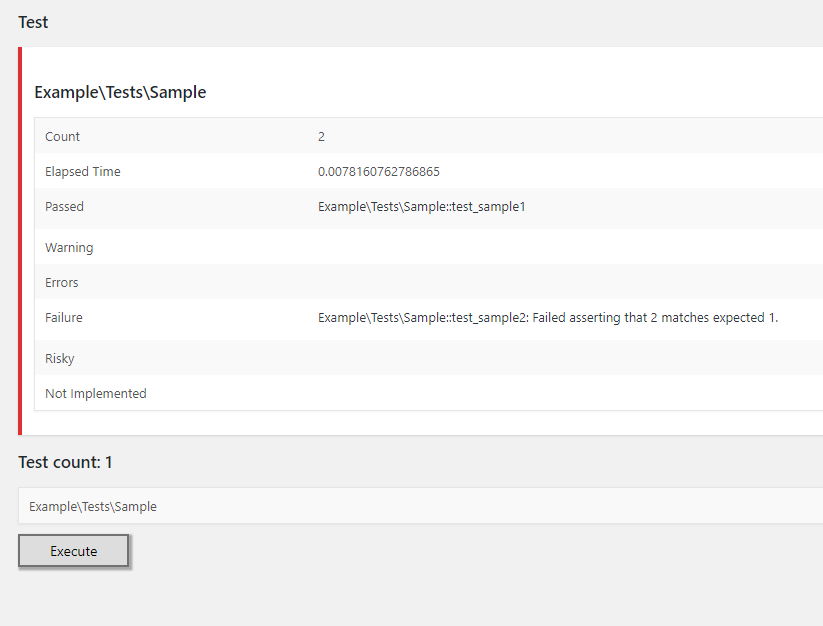 Test
Example\Tests\Sample
Count 2
Elapsed Time 0.0078160762786865
Passed Example\Tests\Sample::test_sample1
Warning
Errors
Failure Example\Tests\Sample::test_sample2: Failed asserting that 2 matches expected 1.
Risky
Not Implemented
Test count: 1
Example\Tests\Sample
Execute